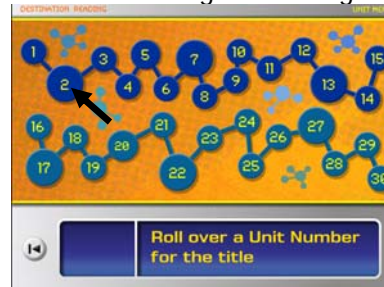 DESTINATION READING UNIT ME
1 2 3 4 5 6 7 8 9 10 11 12 13 14 15
16 17 18 19 20 21 22 23 24 25 26 27 28 29 30
Roll over a Unit Number
for the title